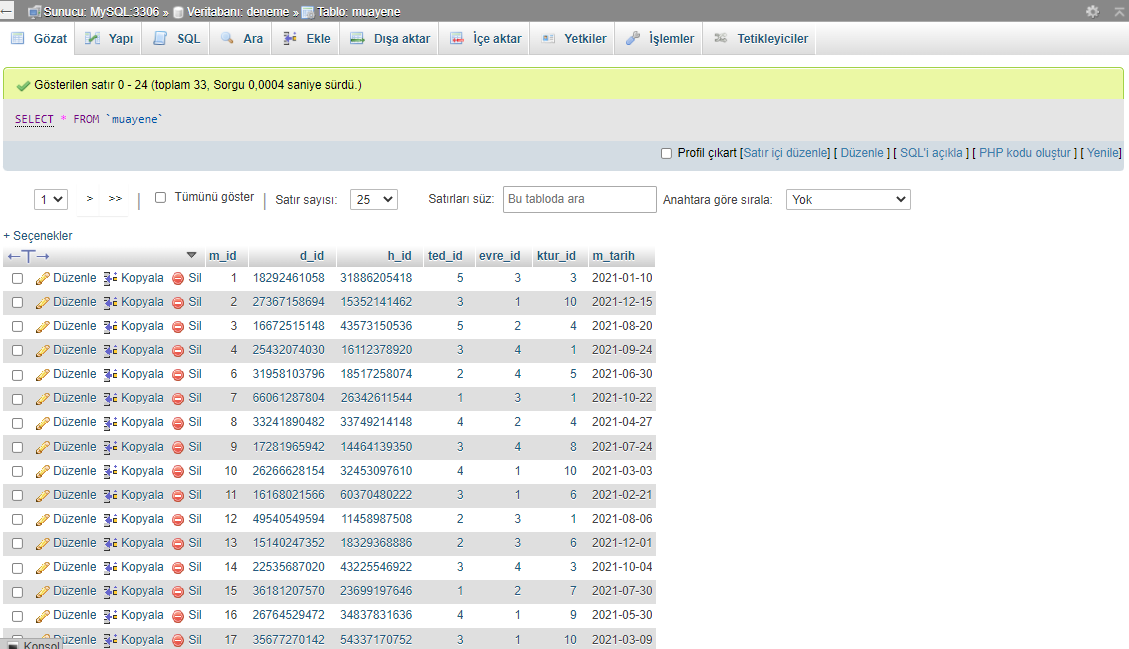 Sunucu: MySQL:3306 » Veritabanı: deneme » Tablo: muayene
Gözat Yapı SQL Ara Ekle Dışa aktar İçe aktar Yetkiler İşlemler Tetikleyiciler
Gösterilen satır 0 - 24 (toplam 33, Sorgu 0,0004 saniye sürdü.)
SELECT * FROM `muayene`
Profil çıkart [Satır içi düzenle] [ Düzenle ] [ SQL'i açıkla ] [ PHP kodu oluştur ] [ Yenile]
1 > >> | Tümünü göster | Satır sayısı: 25 Satırları süz: Bu tabloda ara Anahtara göre sırala: Yok
+ Seçenekler
←T→ m_id d_id h_id ted_id evre_id ktur_id m_tarih
Düzenle Kopyala Sil 1 18292461058 31886205418 5 3 3 2021-01-10
Düzenle Kopyala Sil 2 27367158694 15352141462 3 1 10 2021-12-15
Düzenle Kopyala Sil 3 16672515148 43573150536 5 2 4 2021-08-20
Düzenle Kopyala Sil 4 25432074030 16112378920 3 4 1 2021-09-24
Düzenle Kopyala Sil 6 31958103796 18517258074 2 4 5 2021-06-30
Düzenle Kopyala Sil 7 66061287804 26342611544 1 3 1 2021-10-22
Düzenle Kopyala Sil 8 33241890482 33749214148 4 2 4 2021-04-27
Düzenle Kopyala Sil 9 17281965942 14464139350 3 4 8 2021-07-24
Düzenle Kopyala Sil 10 26266628154 32453097610 4 1 10 2021-03-03
Düzenle Kopyala Sil 11 16168021566 60370480222 3 1 6 2021-02-21
Düzenle Kopyala Sil 12 49540549594 11458987508 2 3 1 2021-08-06
Düzenle Kopyala Sil 13 15140247352 18329368886 2 3 6 2021-12-01
Düzenle Kopyala Sil 14 22535687020 43225546922 3 4 3 2021-10-04
Düzenle Kopyala Sil 15 36181207570 23699197646 1 2 7 2021-07-30
Düzenle Kopyala Sil 16 26764529472 34837831636 4 1 9 2021-05-30
Düzenle Kopyala Sil 17 35677270142 54337170752 3 1 10 2021-03-09
Konsol